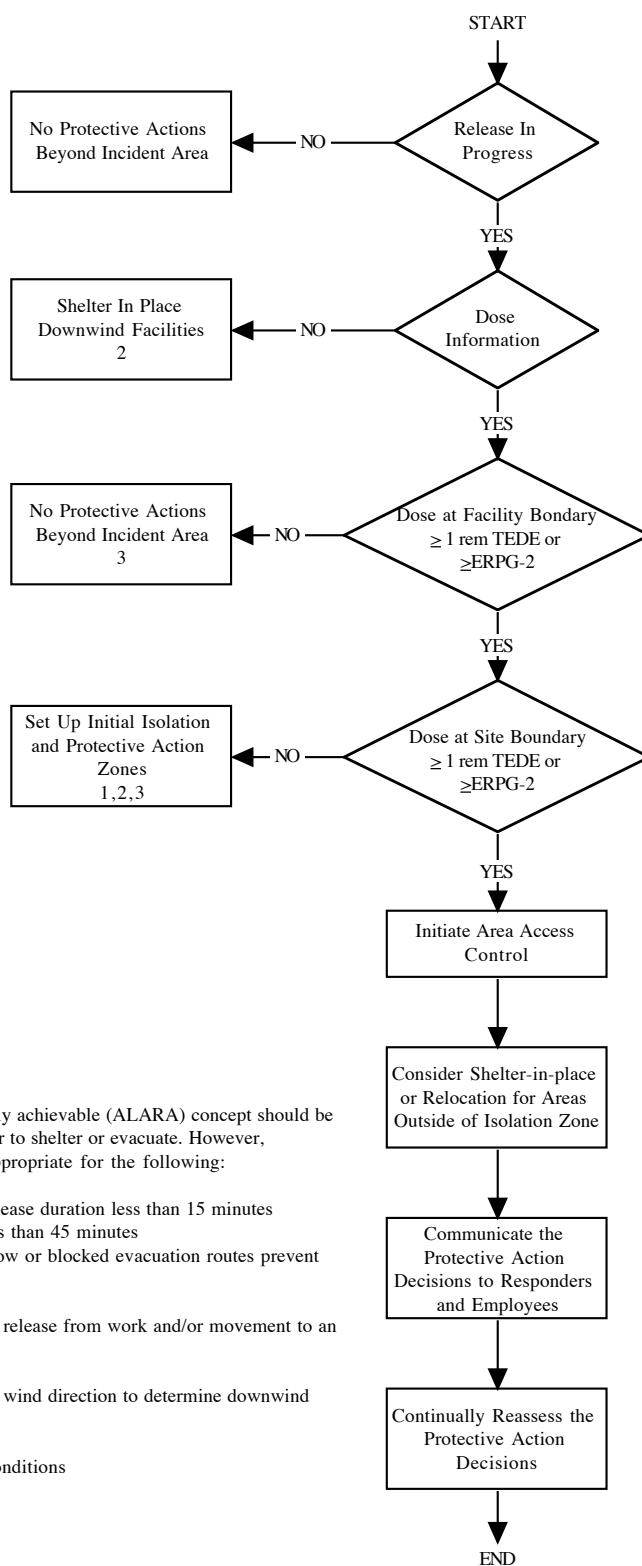 START
Release In
Progress
NO
No Protective Actions
Beyond Incident Area
YES
Dose
Information
NO
Shelter In Place
Downwind Facilities
2
YES
Dose at Facility Bondary
≥ 1 rem TEDE or
≥ERPG-2
NO
No Protective Actions
Beyond Incident Area
3
YES
Dose at Site Boundary
≥ 1 rem TEDE or
≥ERPG-2
NO
Set Up Initial Isolation
and Protective Action
Zones
1,2,3
YES
Initiate Area Access
Control
Consider Shelter-in-place
or Relocation for Areas
Outside of Isolation Zone
Communicate the
Protective Action
Decisions to Responders
and Employees
Continually Reassess the
Protective Action
Decisions
END
achievable (ALARA) concept should be
to shelter or evacuate. However,
appropriate for the following:
duration less than 15 minutes
than 45 minutes
or blocked evacuation routes prevent
release from work and/or movement to an
wind direction to determine downwind